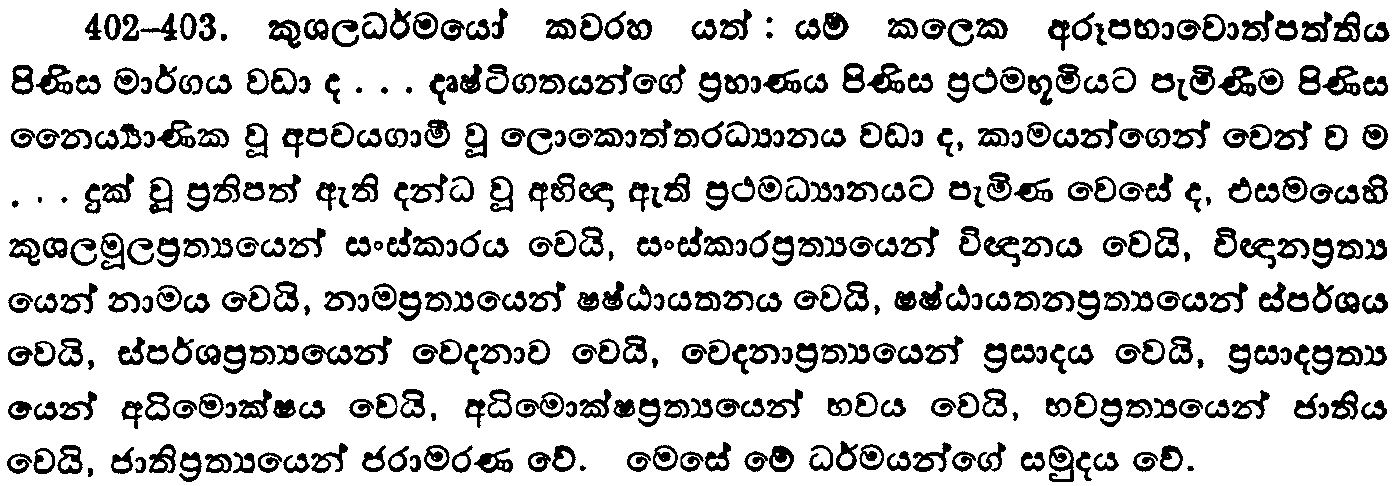 402–403. කුශලධර්මයෝ කවරහ යත් : යම් කලෙක අරූපභාවොත්පත්තිය
පිණිස මාර්ගය වඩා ද . . . දෘෂ්ටිගතයන්ගේ ප්‍රහාණය පිණිස ප්‍රථමභූමියට පැමිණීම පිණිස
නෛර්‍ය්‍යාණික වූ අපචයගාමී වූ ලොකොත්තරධ්‍යානය වඩා ද, කාමයන්ගෙන් වෙන් ව ම
. . . දුක් වූ ප්‍රතිපත් ඇති දන්ධ වූ අභිඥා ඇති ප්‍රථමධ්‍යානයට පැමිණ වෙසේ ද, එසමයෙහි
කුශලමූලප්‍රත්‍යයෙන් සංස්කාරය වෙයි, සංස්කාරප්‍රත්‍යයෙන් විඥානය වෙයි, විඥානප්‍රත්‍ය
යෙන් නාමය වෙයි, නාමප්‍රත්‍යයෙන් ෂෂ්ඨායතනය වෙයි, ෂෂ්ඨායතනප්‍රත්‍යයෙන් ස්පර්ශය
වෙයි, ස්පර්ශප්‍රත්‍යයෙන් වෙදනාව වෙයි, වෙදනාප්‍රත්‍යයෙන් ප්‍රසාදය වෙයි, ප්‍රසාදප්‍රත්‍ය
යෙන් අධිමොක්ෂය වෙයි, අධිමොක්ෂප්‍රත්‍යයෙන් භවය වෙයි, භවප්‍රත්‍යයෙන් ජාතිය
වෙයි, ජාතිප්‍රත්‍යයෙන් ජරාමරණ වේ. මෙසේ මේ ධර්මයන්ගේ සමුදය වේ.